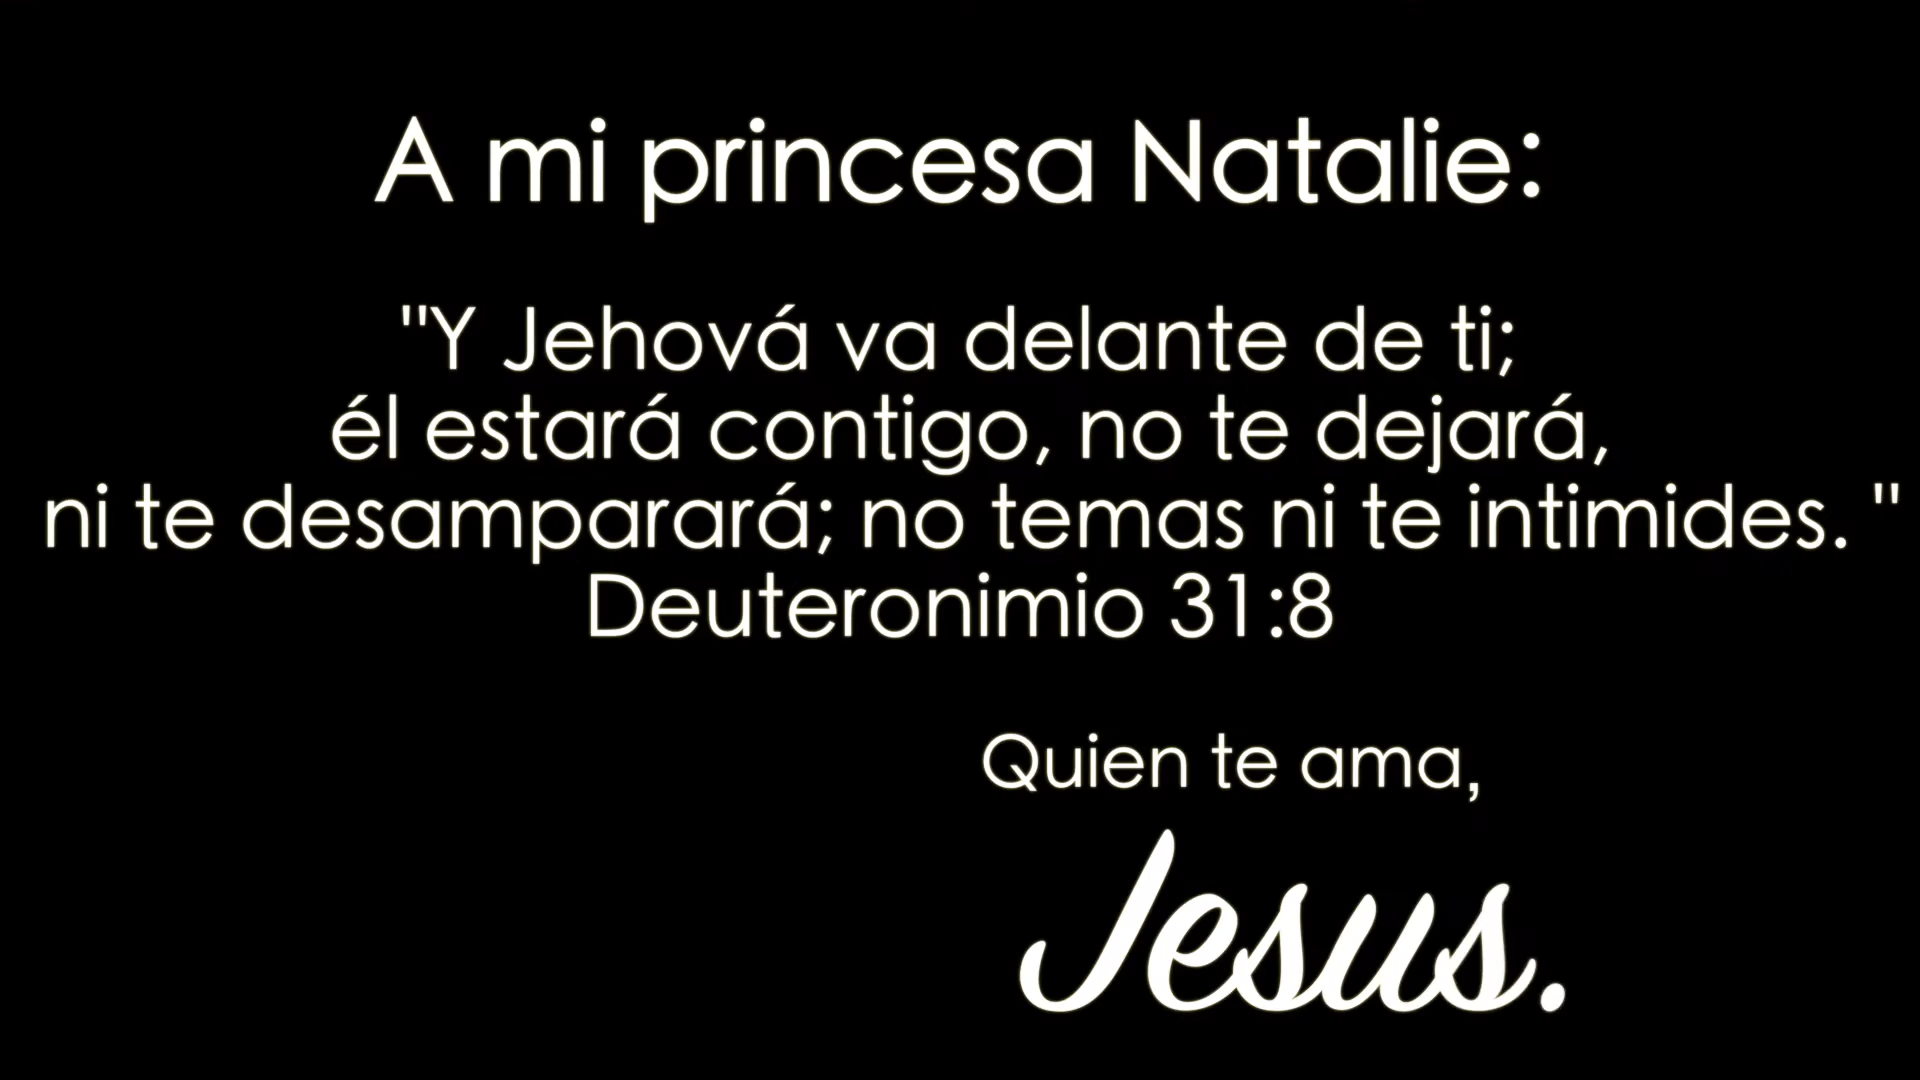 A mi princesa Natalie:
"Y Jehová va delante de ti;
él estará contigo, no te dejará,
ni te desamparará; no temas ni te intimides. "
Deuteronimio 31:8
Quien te ama,
Jesus.